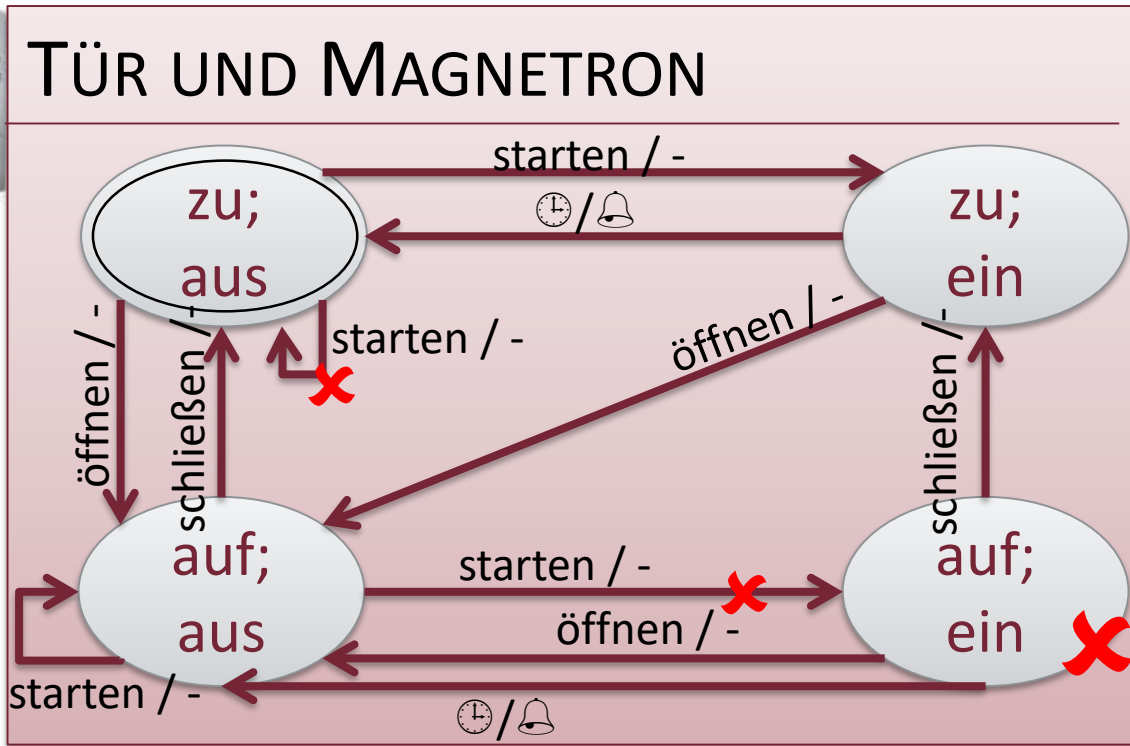 TÜR UND MAGNETRON
starten / -
🕒/🔔
zu;
aus
zu;
ein
öffnen / -
schließen / -
starten / -
öffnen / -
schließen / -
auf;
aus
starten / -
öffnen / -
auf;
ein
starten / -
🕒/🔔